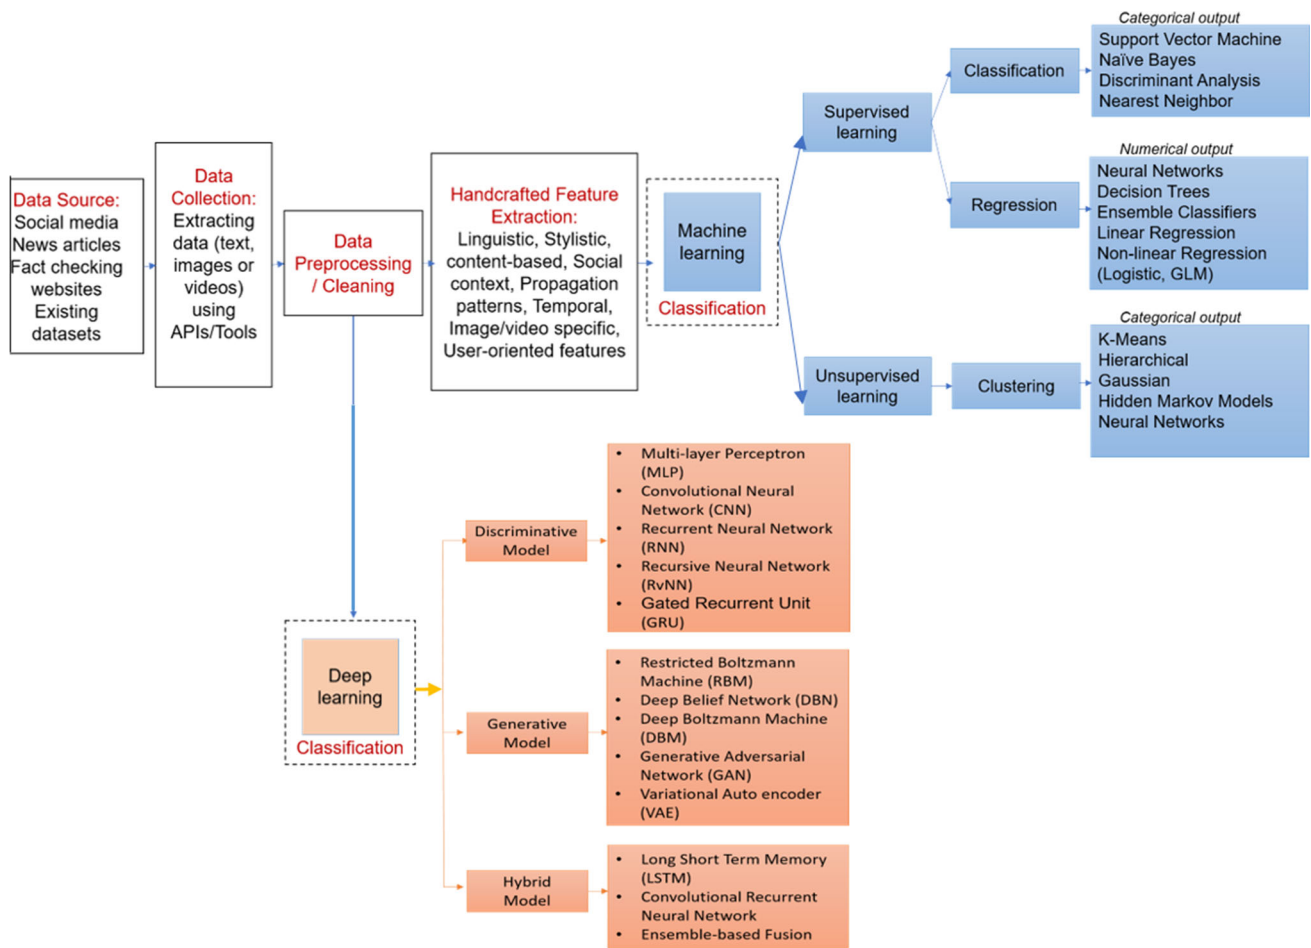 Data Source:
Social media
News articles
Fact checking
websites
Existing
datasets
Data
Collection:
Extracting
data (text,
images or
videos)
using
APIs/Tools
Data
Preprocessing
/ Cleaning
Handcrafted Feature
Extraction:
Linguistic, Stylistic,
content-based, Social
context, Propagation
patterns, Temporal,
Image/video specific,
User-oriented features
Machine
learning
Classification
Supervised
learning
Classification
Categorical output
Support Vector Machine
Naïve Bayes
Discriminant Analysis
Nearest Neighbor
Regression
Numerical output
Neural Networks
Decision Trees
Ensemble Classifiers
Linear Regression
Non-linear Regression
(Logistic, GLM)
Unsupervised
learning
Clustering
Categorical output
K-Means
Hierarchical
Gaussian
Hidden Markov Models
Neural Networks
Deep
learning
Classification
Discriminative
Model
• Multi-layer Perceptron
(MLP)
• Convolutional Neural
Network (CNN)
• Recurrent Neural Network
(RNN)
• Recursive Neural Network
(RvNN)
• Gated Recurrent Unit
(GRU)
Generative
Model
• Restricted Boltzmann
Machine (RBM)
• Deep Belief Network (DBN)
• Deep Boltzmann Machine
(DBM)
• Generative Adversarial
Network (GAN)
• Variational Auto encoder
(VAE)
Hybrid
Model
• Long Short Term Memory
(LSTM)
• Convolutional Recurrent
Neural Network
• Ensemble-based Fusion